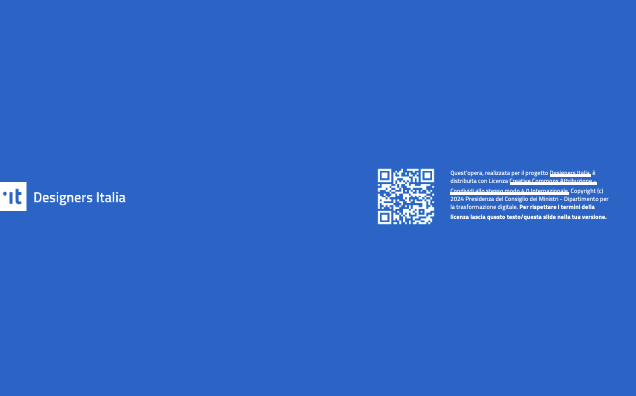 .it
Designers Italia
Quest'opera, realizzata per il progetto Designers Italia, è
distribuita con Licenza Creative Commons Attribuzione -
Condividi allo stesso modo 4.0 Internazionale. Copyright (c)
2024 Presidenza del Consiglio dei Ministri - Dipartimento per
la trasformazione digitale. Per rispettare i termini della
licenza lascia questo testo/questa slide nella tua versione.